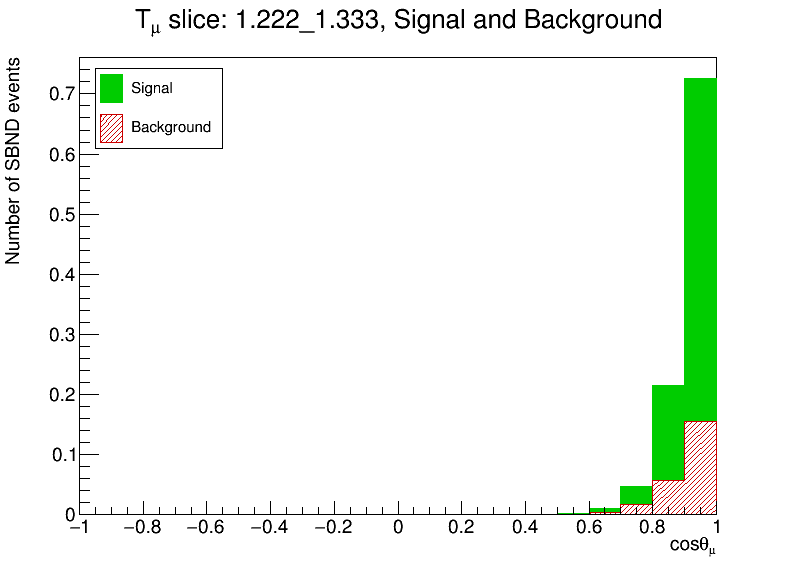 Tμ slice: 1.222_1.333, Signal and Background
Number of SBND events
Signal
Background
0.7
0.6
0.5
0.4
0.3
0.2
0.1
0
−1 −0.8 −0.6 −0.4 −0.2 0 0.2 0.4 0.6 0.8 1
cosθμ